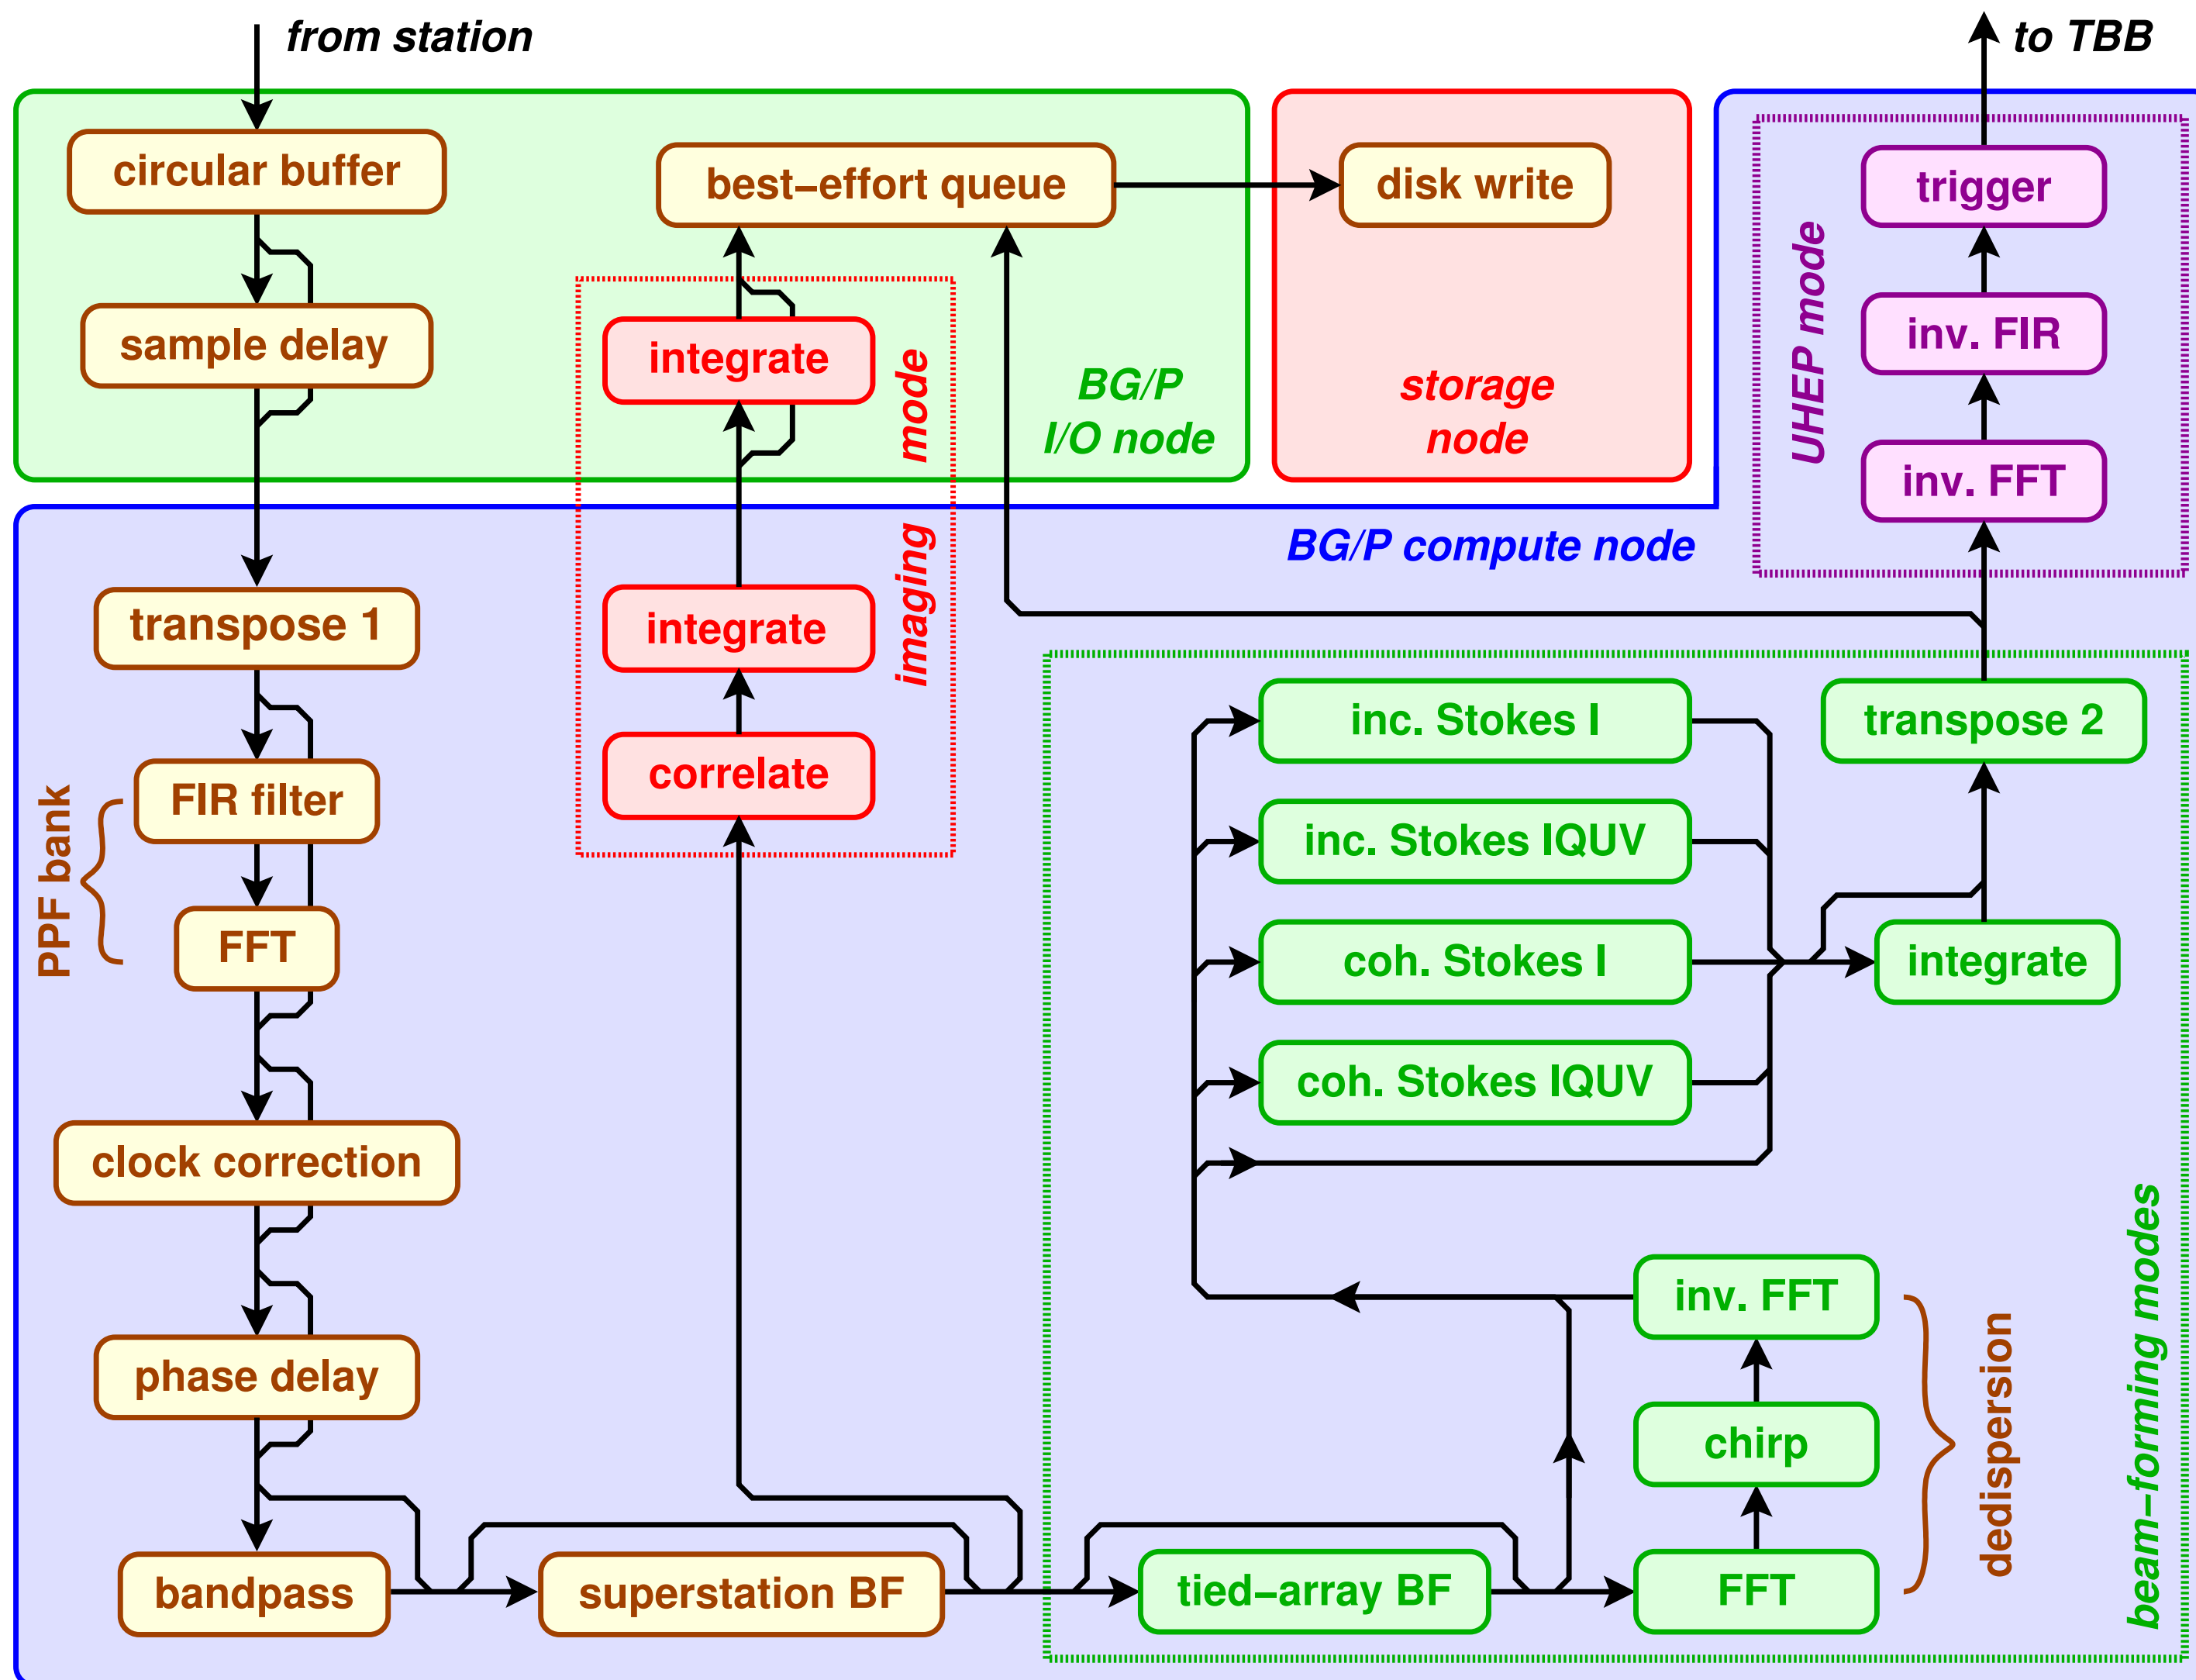 from station
to TBB
circular buffer
best–effort queue
disk write
trigger
sample delay
integrate
mode
BG/P
I/O node
storage
node
UHEP mode
inv. FIR
inv. FFT
BG/P compute node
transpose 1
integrate
imaging
correlate
inc. Stokes I
transpose 2
PPF bank
FIR filter
inc. Stokes IQUV
FFT
coh. Stokes I
integrate
coh. Stokes IQUV
clock correction
phase delay
inv. FFT
chirp
dedispersion
beam–forming modes
bandpass
superstation BF
tied–array BF
FFT